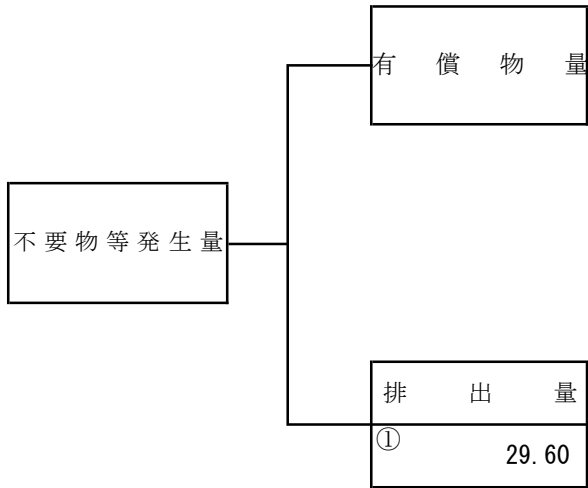 有償物量
不要物等発生量
排出量
①
29.60